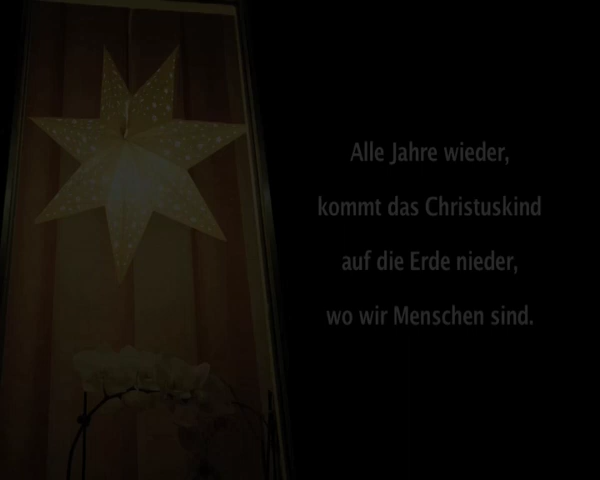 Alle Jahre wieder,
kommt das Christuskind
auf die Erde nieder,
wo wir Menschen sind.